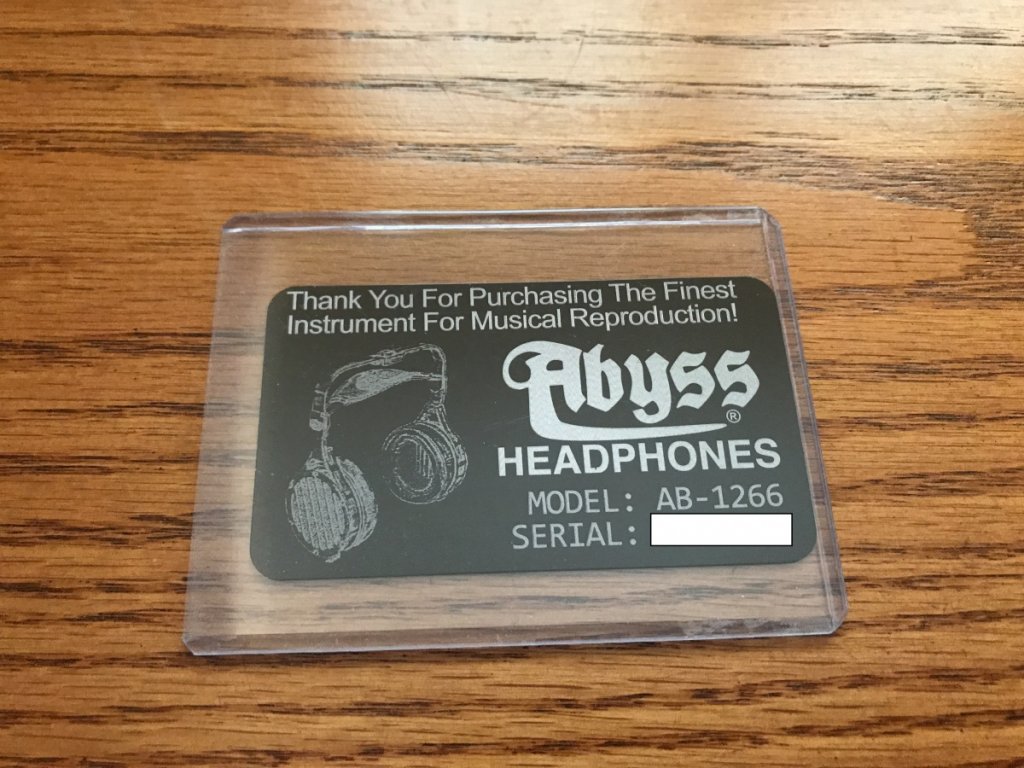 Thank You For Purchasing The Finest
Instrument For Musical Reproduction!
Abyss®
HEADPHONES
MODEL: AB-1266
SERIAL: